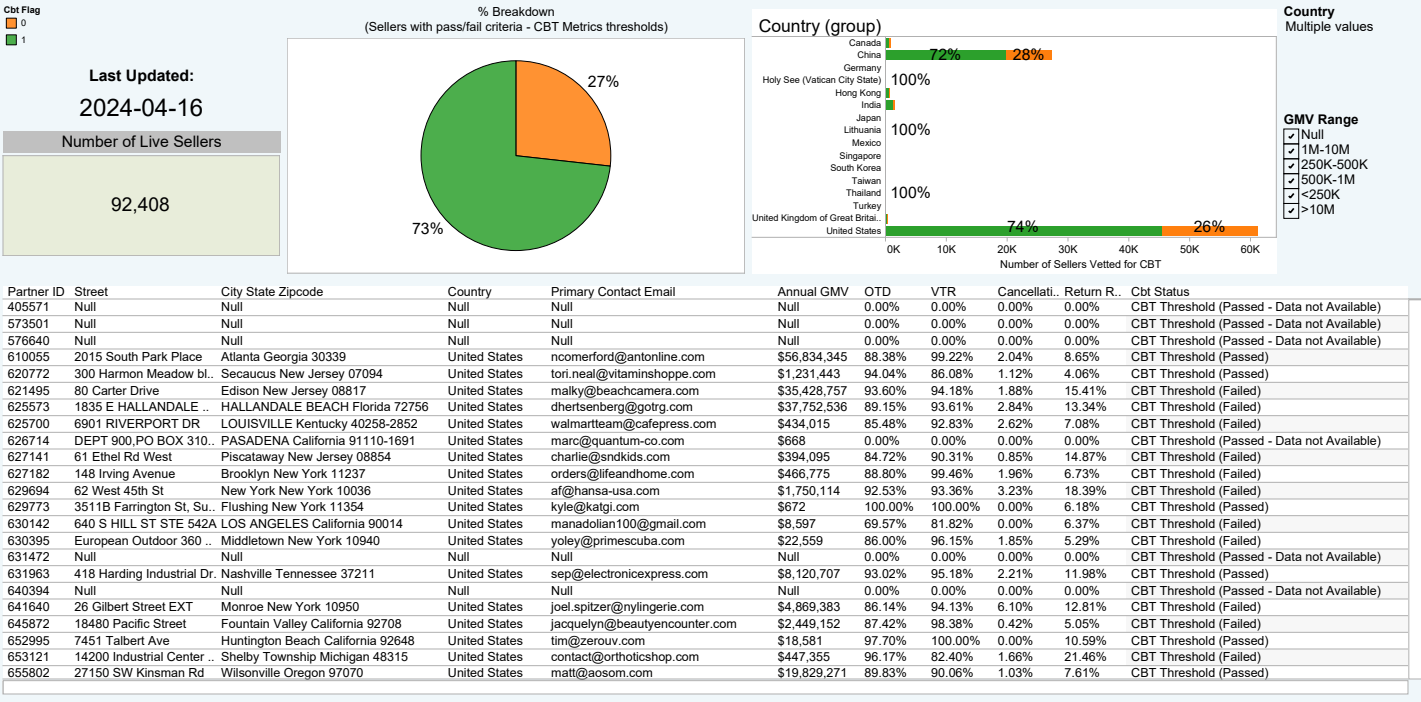 Cbt Flag
0
1
Last Updated:
2024-04-16
Number of Live Sellers
92,408
% Breakdown
(Sellers with pass/fail criteria - CBT Metrics thresholds)
27%
73%
Country (group)
Canada
China 72% 28%
Germany
Holy See (Vatican City State) 100%
Hong Kong
India
Japan
Lithuania 100%
Mexico
Singapore
South Korea
Taiwan
Thailand 100%
Turkey
United Kingdom of Great Britai..
United States 74% 26%
0K 10K 20K 30K 40K 50K 60K
Number of Sellers Vetted for CBT
Country
Multiple values
GMV Range
Null
1M-10M
250K-500K
500K-1M
<250K
>10M
Partner ID Street City State Zipcode Country Primary Contact Email Annual GMV OTD VTR Cancellati.. Return R.. Cbt Status
405571 Null Null Null Null Null 0.00% 0.00% 0.00% 0.00% CBT Threshold (Passed - Data not Available)
573501 Null Null Null Null Null 0.00% 0.00% 0.00% 0.00% CBT Threshold (Passed - Data not Available)
576640 Null Null Null Null Null 0.00% 0.00% 0.00% 0.00% CBT Threshold (Passed - Data not Available)
610055 2015 South Park Place Atlanta Georgia 30339 United States ncomerford@antonline.com $56,834,345 88.38% 99.22% 2.04% 8.65% CBT Threshold (Passed)
620772 300 Harmon Meadow bl.. Secaucus New Jersey 07094 United States tori.neal@vitaminshoppe.com $1,231,443 94.04% 86.08% 1.12% 4.06% CBT Threshold (Passed)
621495 80 Carter Drive Edison New Jersey 08817 United States malky@beachcamera.com $35,428,757 93.60% 94.18% 1.88% 15.41% CBT Threshold (Failed)
625573 1835 E HALLANDALE .. HALLANDALE BEACH Florida 72756 United States dhertsenberg@gotrg.com $37,752,536 89.15% 93.61% 2.84% 13.34% CBT Threshold (Failed)
625700 6901 RIVERPORT DR LOUISVILLE Kentucky 40258-2852 United States walmartteam@cafepress.com $434,015 85.48% 92.83% 2.62% 7.08% CBT Threshold (Failed)
626714 DEPT 900,PO BOX 310.. PASADENA California 91110-1691 United States marc@quantum-co.com $668 0.00% 0.00% 0.00% 0.00% CBT Threshold (Passed - Data not Available)
627141 61 Ethel Rd West Piscataway New Jersey 08854 United States charlie@sndkids.com $394,095 84.72% 90.31% 0.85% 14.87% CBT Threshold (Failed)
627182 148 Irving Avenue Brooklyn New York 11237 United States orders@lifeandhome.com $466,775 88.80% 99.46% 1.96% 6.73% CBT Threshold (Failed)
629694 62 West 45th St New York New York 10036 United States af@hansa-usa.com $1,750,114 92.53% 93.36% 3.23% 18.39% CBT Threshold (Failed)
629773 3511B Farrington St, Su.. Flushing New York 11354 United States kyle@katgi.com $672 100.00% 100.00% 0.00% 6.18% CBT Threshold (Passed)
630142 640 S HILL ST STE 542A LOS ANGELES California 90014 United States manadolian100@gmail.com $8,597 69.57% 81.82% 0.00% 6.37% CBT Threshold (Failed)
630395 European Outdoor 360 .. Middletown New York 10940 United States yoley@primescuba.com $22,559 86.00% 96.15% 1.85% 5.29% CBT Threshold (Failed)
631472 Null Null Null Null Null 0.00% 0.00% 0.00% 0.00% CBT Threshold (Passed - Data not Available)
631963 418 Harding Industrial Dr. Nashville Tennessee 37211 United States sep@electronicexpress.com $8,120,707 93.02% 95.18% 2.21% 11.98% CBT Threshold (Passed)
640394 Null Null Null Null Null 0.00% 0.00% 0.00% 0.00% CBT Threshold (Passed - Data not Available)
641640 26 Gilbert Street EXT Monroe New York 10950 United States joel.spitzer@nylingerie.com $4,869,383 86.14% 94.13% 6.10% 12.81% CBT Threshold (Failed)
645872 18480 Pacific Street Fountain Valley California 92708 United States jacquelyn@beautyencounter.com $2,449,152 87.42% 98.38% 0.42% 5.05% CBT Threshold (Failed)
652995 7451 Talbert Ave Huntington Beach California 92648 United States tim@zerouv.com $18,581 97.70% 100.00% 0.00% 10.59% CBT Threshold (Passed)
653121 14200 Industrial Center .. Shelby Township Michigan 48315 United States contact@orthoticshop.com $447,355 96.17% 82.40% 1.66% 21.46% CBT Threshold (Failed)
655802 27150 SW Kinsman Rd Wilsonville Oregon 97070 United States matt@aosom.com $19,829,271 89.83% 90.06% 1.03% 7.61% CBT Threshold (Passed)